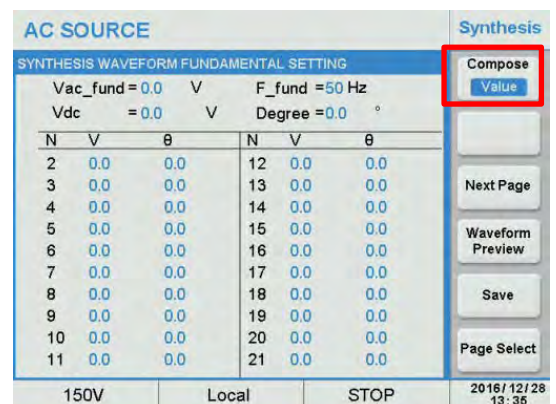 AC SOURCE
Synthesis
SYNTHESIS WAVEFORM FUNDAMENTAL SETTING
Vac_fund = 0.0 V F_fund =50 Hz
Vdc = 0.0 V Degree =0.0 °
N V θ N V θ
2 0.0 0.0 12 0.0 0.0
3 0.0 0.0 13 0.0 0.0
4 0.0 0.0 14 0.0 0.0
5 0.0 0.0 15 0.0 0.0
6 0.0 0.0 16 0.0 0.0
7 0.0 0.0 17 0.0 0.0
8 0.0 0.0 18 0.0 0.0
9 0.0 0.0 19 0.0 0.0
10 0.0 0.0 20 0.0 0.0
11 0.0 0.0 21 0.0 0.0
Compose
Value
Next Page
Waveform
Preview
Save
Page Select
150V Local STOP
2016/12/28
13:35